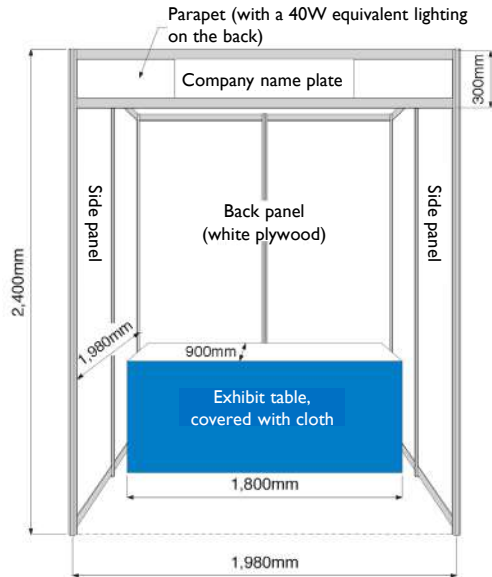 Parapet (with a 40W equivalent lighting
on the back)
Company name plate
300mm
Side panel
Back panel
(white plywood)
Side panel
2,400mm
1,980mm
900mm
Exhibit table,
covered with cloth
1,800mm
1,980mm